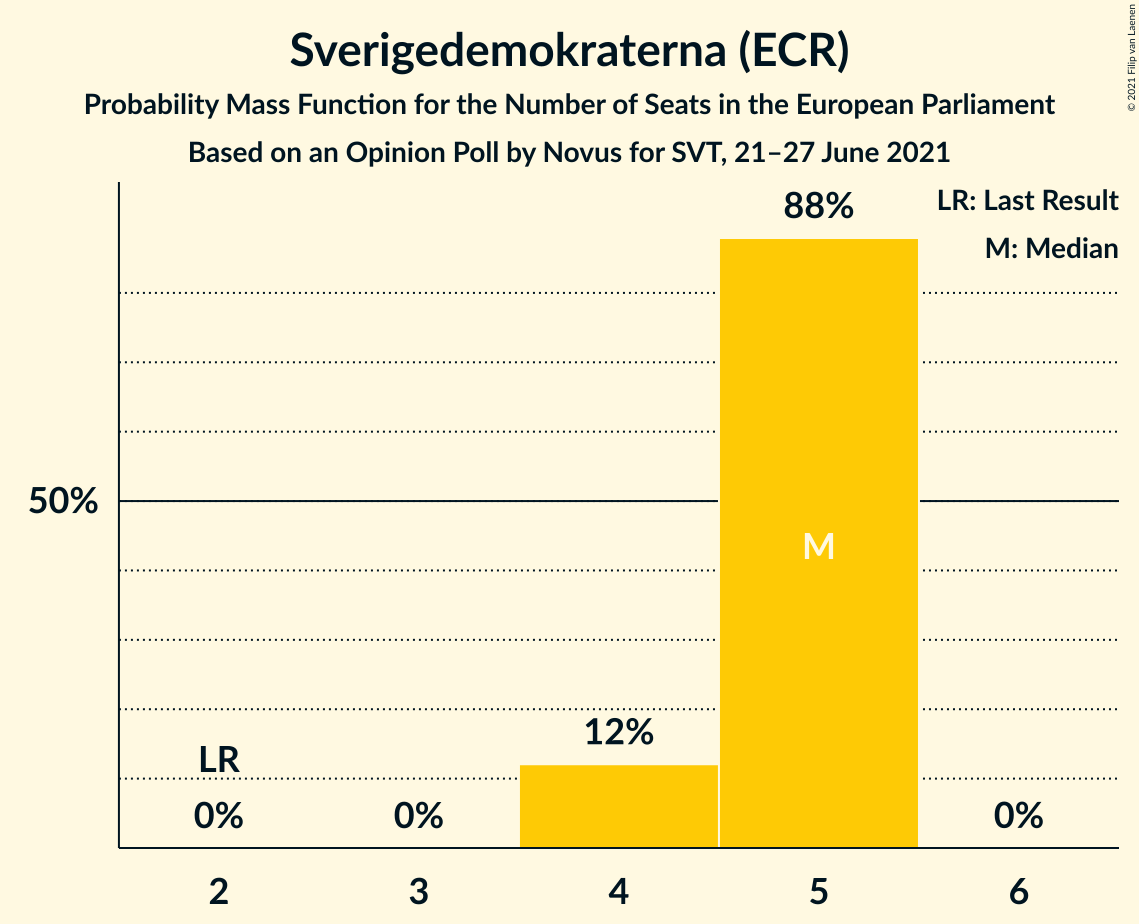 Sverigedemokraterna (ECR)
Probability Mass Function for the Number of Seats in the European Parliament
Based on an Opinion Poll by Novus for SVT, 21–27 June 2021
© 2021 Filip van Laenen
LR: Last Result
M: Median
88%
50%
M
12%
LR
0%
0%
0%
2
3
4
5
6